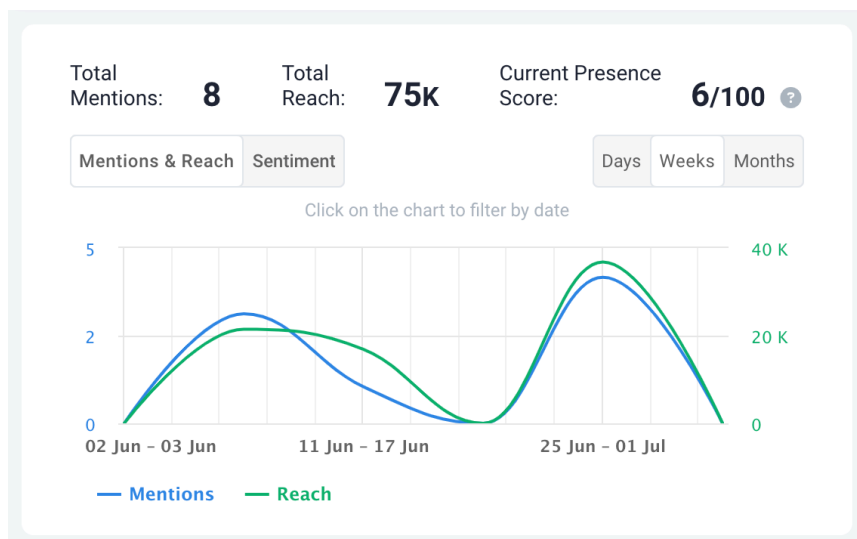 Total Mentions: 8
Total Reach: 75K
Current Presence Score: 6/100 ?
Mentions & Reach Sentiment
Days Weeks Months
Click on the chart to filter by date
5 40 K
2 20 K
0 0
02 Jun – 03 Jun 11 Jun – 17 Jun 25 Jun – 01 Jul
Mentions Reach